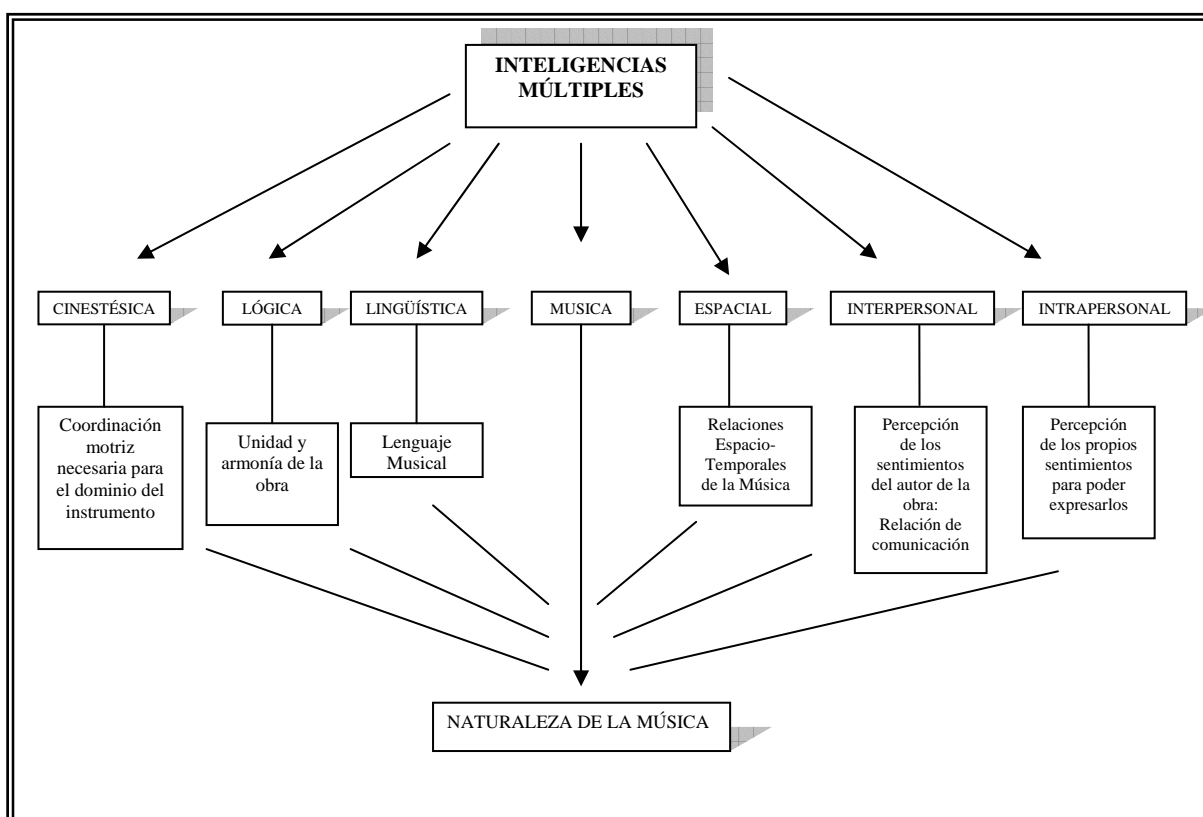 INTELIGENCIAS
MÚLTIPLES
CINESTÉSICA
LÓGICA
LINGÜÍSTICA
MUSICA
ESPACIAL
INTERPERSONAL
INTRAPERSONAL
Coordinación
motriz
necesaria para
el dominio del
instrumento
Unidad y
armonía de la
obra
Lenguaje
Musical
Relaciones
Espacio-
Temporales
de la Música
Percepción
de los
sentimientos
del autor de la
obra:
Relación de
comunicación
Percepción
de los propios
sentimientos
para poder
expresarlos
NATURALEZA DE LA MÚSICA